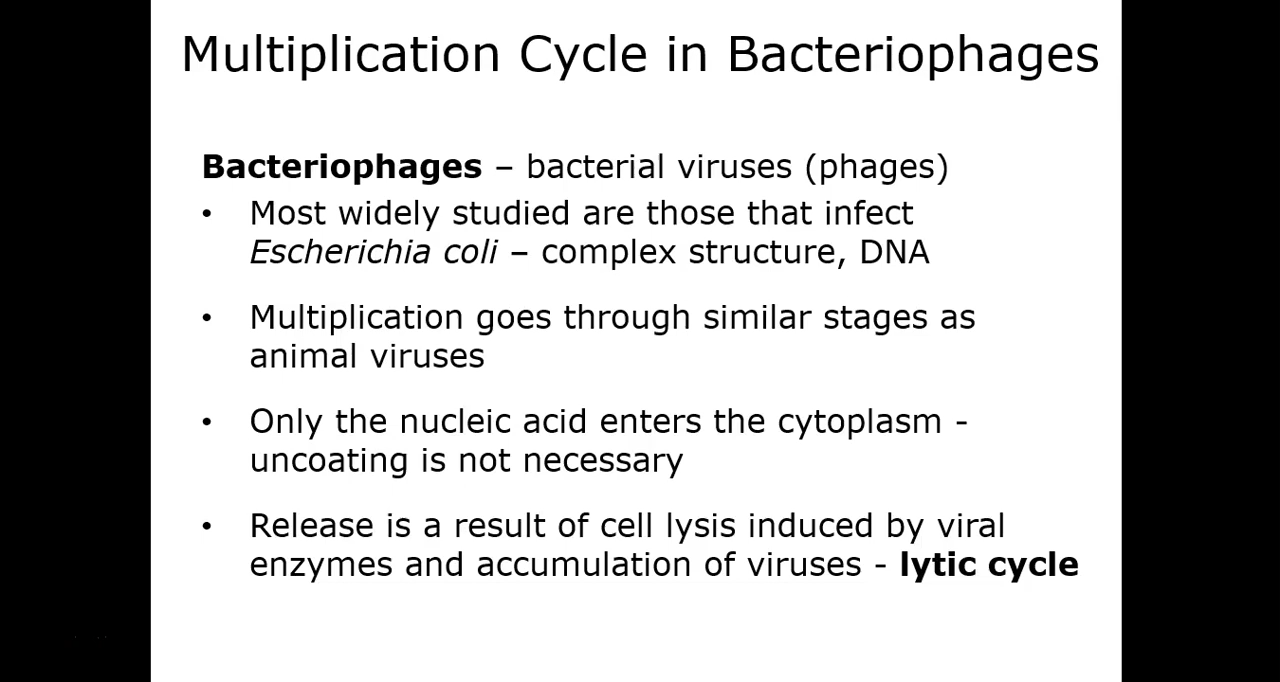 Multiplication Cycle in Bacteriophages
Bacteriophages – bacterial viruses (phages)
• Most widely studied are those that infect
Escherichia coli – complex structure, DNA
• Multiplication goes through similar stages as
animal viruses
• Only the nucleic acid enters the cytoplasm -
uncoating is not necessary
• Release is a result of cell lysis induced by viral
enzymes and accumulation of viruses - lytic cycle